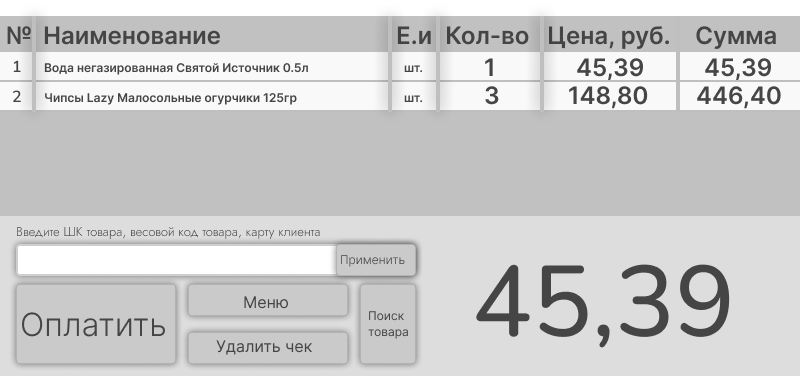 № Наименование Е.и Кол-во Цена, руб. Сумма
1 Вода негазированная Святой Источник 0.5л шт. 1 45,39 45,39
2 Чипсы Lazy Малосольные огурчики 125гр шт. 3 148,80 446,40
Введите ШК товара, весовой код товара, карту клиента
Применить
45,39
Оплатить
Меню
Удалить чек
Поиск
товара